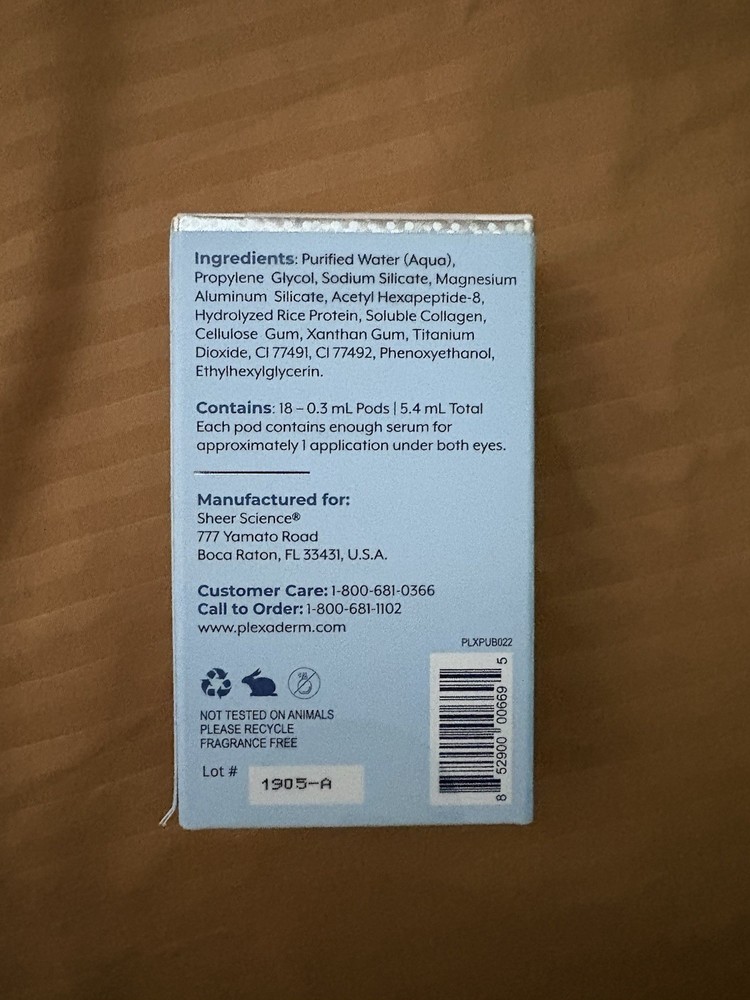 Ingredients: Purified Water (Aqua),
Propylene Glycol, Sodium Silicate, Magnesium
Aluminum Silicate, Acetyl Hexapeptide-8,
Hydrolyzed Rice Protein, Soluble Collagen,
Cellulose Gum, Xanthan Gum, Titanium
Dioxide, CI 77491, CI 77492, Phenoxyethanol,
Ethylhexylglycerin.
Contains: 18 – 0.3 mL Pods | 5.4 mL Total
Each pod contains enough serum for
approximately 1 application under both eyes.
Manufactured for:
Sheer Science®
777 Yamato Road
Boca Raton, FL 33431, U.S.A.
Customer Care: 1-800-681-0366
Call to Order: 1-800-681-1102
www.plexaderm.com
PLXPUB022
NOT TESTED ON ANIMALS
PLEASE RECYCLE
FRAGRANCE FREE
Lot # 1905-A
8 52900 00669 5